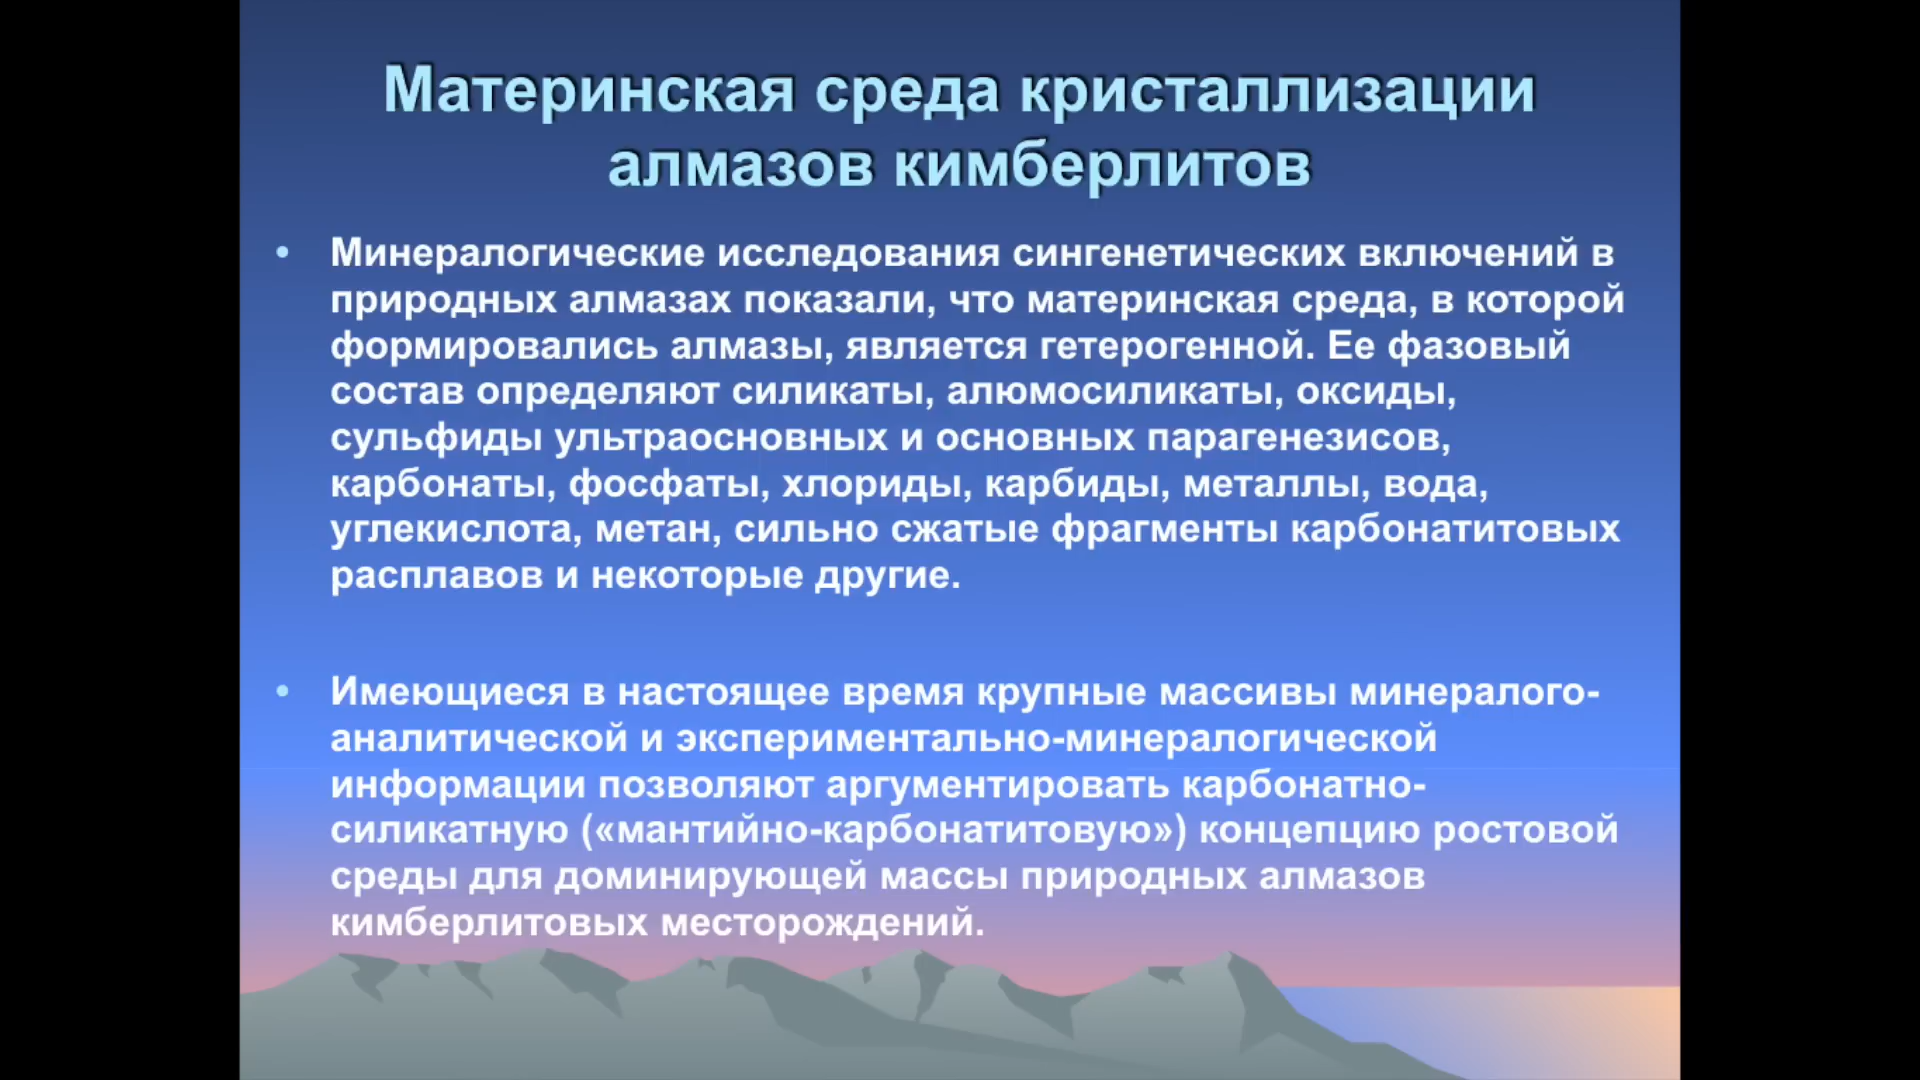 Материнская среда кристаллизации
алмазов кимберлитов
• Минералогические исследования сингенетических включений в
природных алмазах показали, что материнская среда, в которой
формировались алмазы, является гетерогенной. Ее фазовый
состав определяют силикаты, алюмосиликаты, оксиды,
сульфиды ультраосновных и основных парагенезисов,
карбонаты, фосфаты, хлориды, карбиды, металлы, вода,
углекислота, метан, сильно сжатые фрагменты карбонатитовых
расплавов и некоторые другие.
• Имеющиеся в настоящее время крупные массивы минералого-
аналитической и экспериментально-минералогической
информации позволяют аргументировать карбонатно-
силикатную («мантийно-карбонатитовую») концепцию ростовой
среды для доминирующей массы природных алмазов
кимберлитовых месторождений.